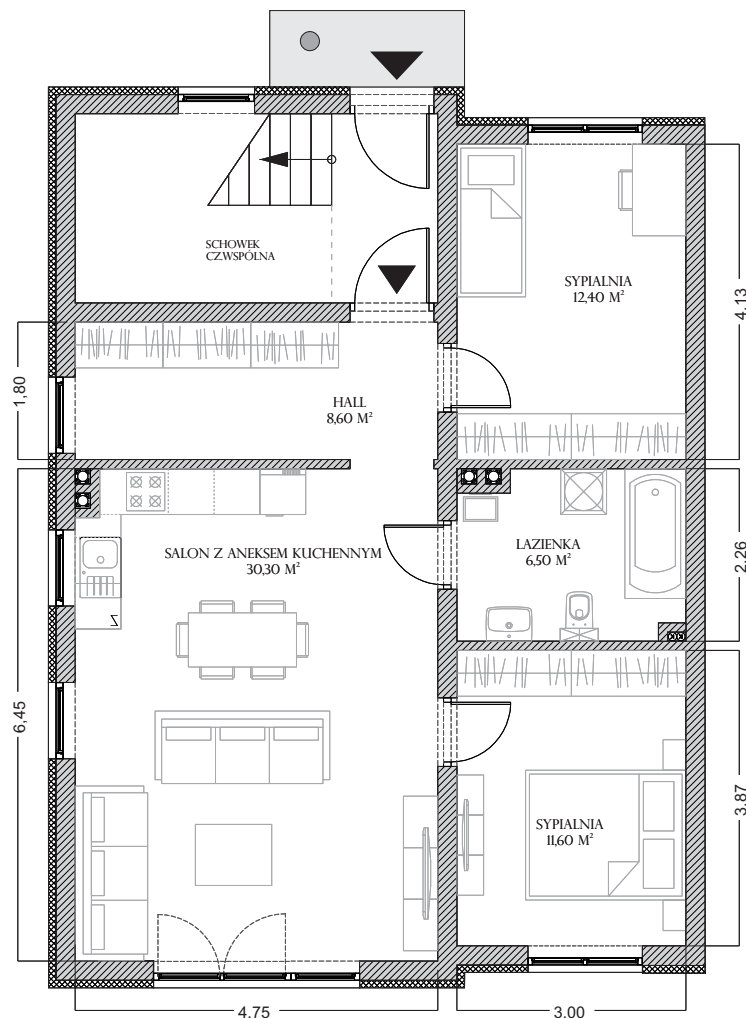 SCHOWEK
CZ.WSPÓLNA
SYPIALNIA
12,40 M²
4.13
1,80
HALL
8,60 M²
SALON Z ANEKSEM KUCHENNYM
30,30 M²
LAZIENKA
6,50 M²
2.26
Z
6,45
SYPIALNIA
11,60 M²
3.87
4.75
3.00